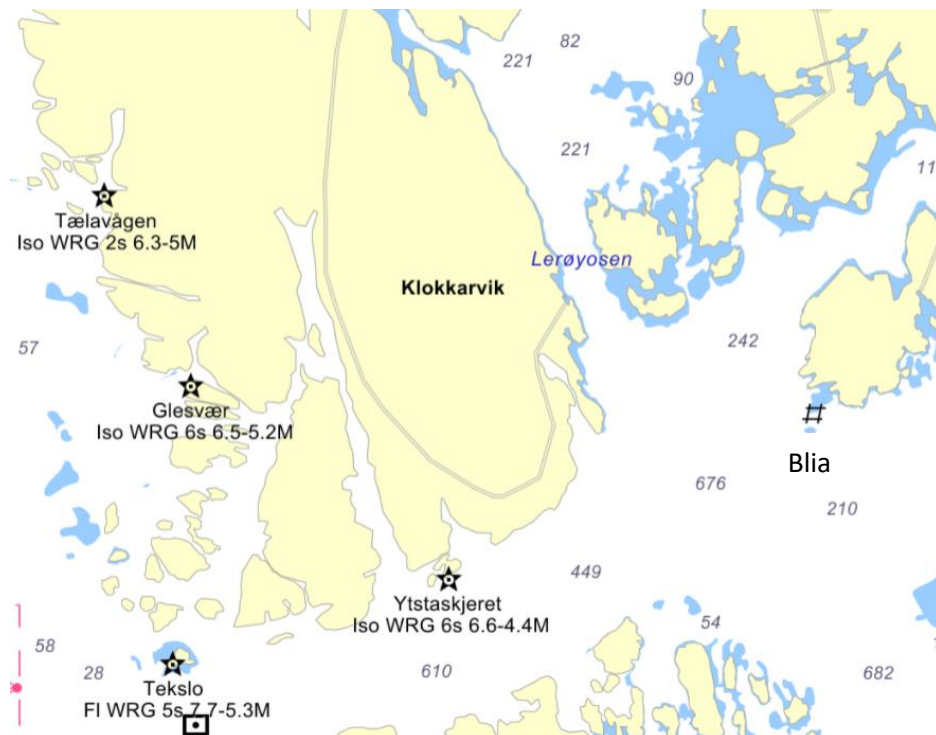 82
221
90
221
11
Tælavågen
Iso WRG 2s 6.3-5M
Lerøyosen
Klokkarvik
57
242
Glesvær
Iso WRG 6s 6.5-5.2M
Blia
676
210
449
Ytstaskjeret
Iso WRG 6s 6.6-4.4M
54
58
28
610
682
Tekslo
Fl WRG 5s 7.7-5.3M